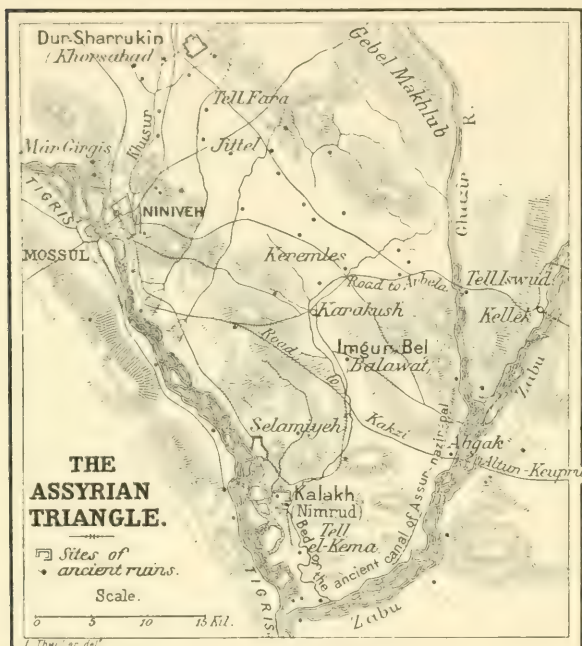 Dur-Sharrukin
(Khorsabad
Gebel Makhlub
Tell Fara
Khusur
Jittel
R.
Mâr Girgis
Ghazir
TIGRIS
NINIVEH
MOSSUL
Keremles
Road to Arbela
Tell Iswud
Karakush
Kellek
Imgur-Bel
Balawat
Road to
Zabu
Selamiyeh
Kakzi
Abgak
Altun-Keupru
THE
ASSYRIAN
TRIANGLE.
Kalakh
(Nimrud)
Tell
el-Kema
Bed of the ancient canal of Assur-nazir-pal
Sites of
ancient ruins.
Scale.
TIGRIS
Zabu
0 5 10 15 Kil.